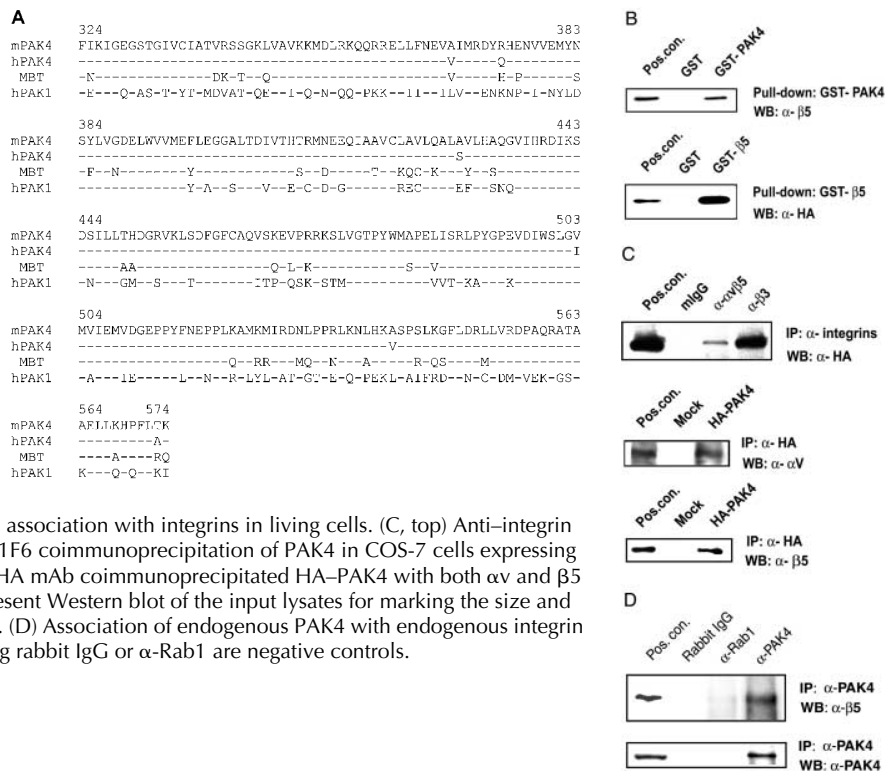 A
324 383
mPAK4 FIKIGEGSTGIVCIATVRSSGKLVAVKKMDLRKQQRRELLFNEVAIMRDYRHENVVEMYN
hPAK4 --------------------------------------------V-----Q---------
MBT -N-------------DK-T--Q----------------------V-----H-P------S
hPAK1 -E---Q-AS-T-YT-MDVAT-QE--I-Q-NQQ-PKK--II--ILV--ENKNP-I-NYLD
384 443
mPAK4 SYLVGDELWVVMEFLEGGALTDIVTHTRMNEEQIAAVCLAVLQALAVLHAQGVIHRDIKS
hPAK4 ---------------------------------------------S--------------
MBT -F--N--------Y-----------S--D-----T--KQC-K---Y--S-----------
hPAK1 -------------Y-A--S---V--E-C-D-G------REC---EF--SNQ---------
444 503
mPAK4 DSILLTHDGRVKLSDFGFCAQVSKEVPRRKSLVGTPYWMAPELISRLPYGPEVDIWSLGV
hPAK4 -----------------------------------------------------------I
MBT -----AA---------------Q-L-K-----------S--V------------------
hPAK1 N---GM--S---T--------ITP-QSK-STM----------VVT-KA---K--------
504 563
mPAK4 MVIEMVDGEPPYFNEPPLKAMKMIRDNLPPRLKNLHKASPSLKGFLDRLLVRDPAQRATA
hPAK4 --------------------------------------V---------------------
MBT -------------------Q--RR---MQ--N---A-----R-QS----M----------
hPAK1 -A---IE-----L--N--R-LYL-AT-GT-E-Q-PEKL-AIFRD--N-C-DM-VEK-GS-
564 574
mPAK4 AELLKHPFLTK
hPAK4 ---------A-
MBT ----A----RQ
hPAK1 K---Q-Q--KI
association with integrins in living cells. (C, top) Anti–integrin
1F6 coimmunoprecipitation of PAK4 in COS-7 cells expressing
HA mAb coimmunoprecipitated HA–PAK4 with both αv and β5
esent Western blot of the input lysates for marking the size and
. (D) Association of endogenous PAK4 with endogenous integrin
g rabbit IgG or α-Rab1 are negative controls.
B
Pos.con. GST GST-PAK4
Pull-down: GST-PAK4
WB: α-β5
Pos.con. GST GST-β5
Pull-down: GST-β5
WB: α-HA
C
Pos.con. mIgG α-αvβ5 α-β3
IP: α-integrins
WB: α-HA
Pos.con. Mock HA-PAK4
IP: α-HA
WB: α-αV
Pos.con. Mock HA-PAK4
IP: α-HA
WB: α-β5
D
Pos. con. Rabbit IgG α-Rab1 α-PAK4
IP: α-PAK4
WB: α-β5
IP: α-PAK4
WB: α-PAK4